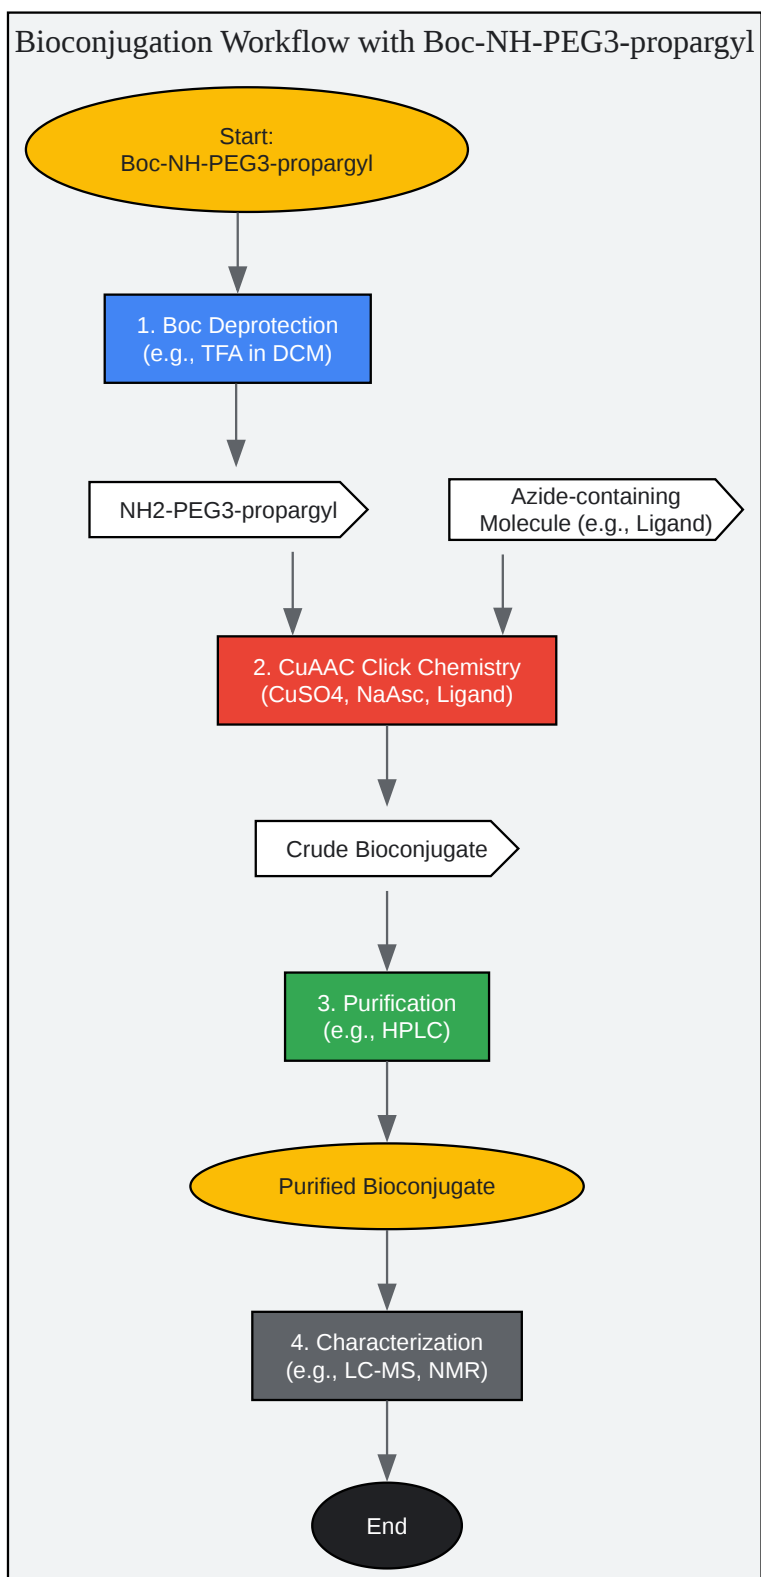 Bioconjugation Workflow with Boc-NH-PEG3-propargyl
Start:
Boc-NH-PEG3-propargyl
1. Boc Deprotection
(e.g., TFA in DCM)
NH2-PEG3-propargyl
Azide-containing
Molecule (e.g., Ligand)
2. CuAAC Click Chemistry
(CuSO4, NaAsc, Ligand)
Crude Bioconjugate
3. Purification
(e.g., HPLC)
Purified Bioconjugate
4. Characterization
(e.g., LC-MS, NMR)
End